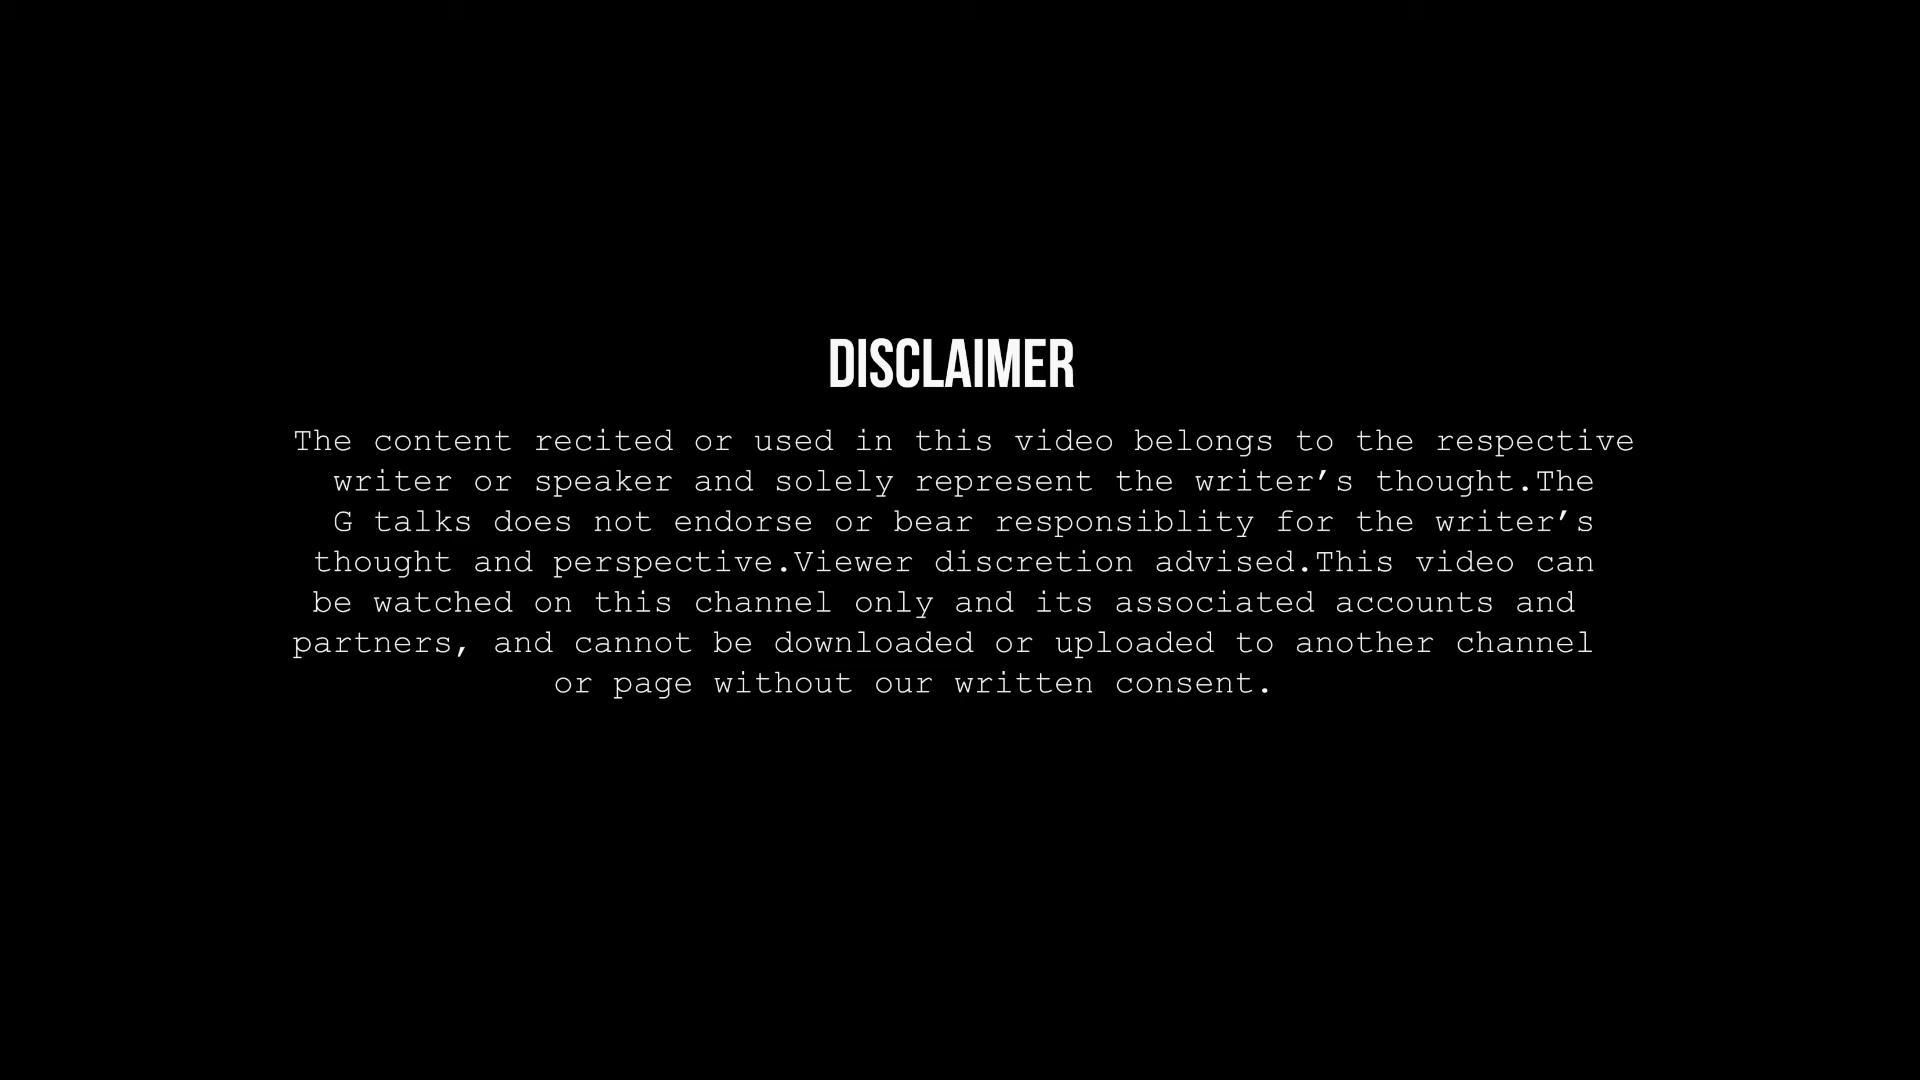 DISCLAIMER
The content recited or used in this video belongs to the respective
writer or speaker and solely represent the writer’s thought.The
G talks does not endorse or bear responsiblity for the writer’s
thought and perspective.Viewer discretion advised.This video can
be watched on this channel only and its associated accounts and
partners, and cannot be downloaded or uploaded to another channel
or page without our written consent.